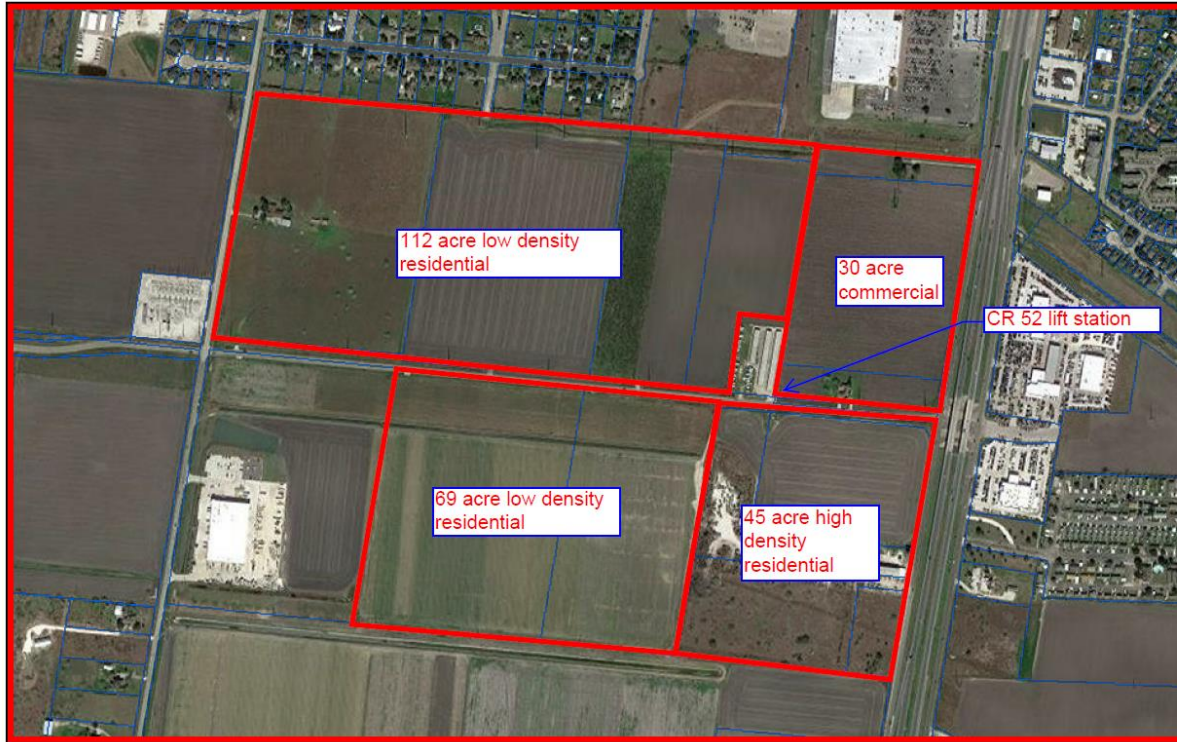 112 acre low density
residential
30 acre
commercial
CR 52 lift station
69 acre low density
residential
45 acre high
density
residential